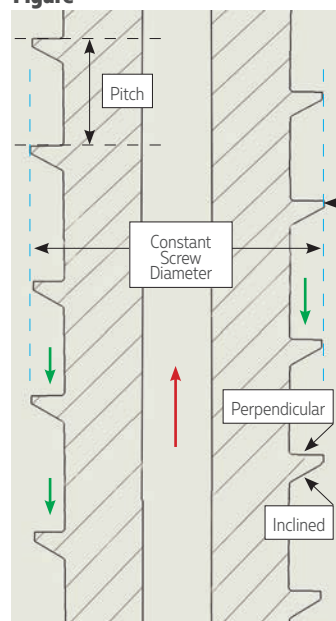 Figure
Pitch
Constant
Screw
Diameter
Perpendicular
Inclined